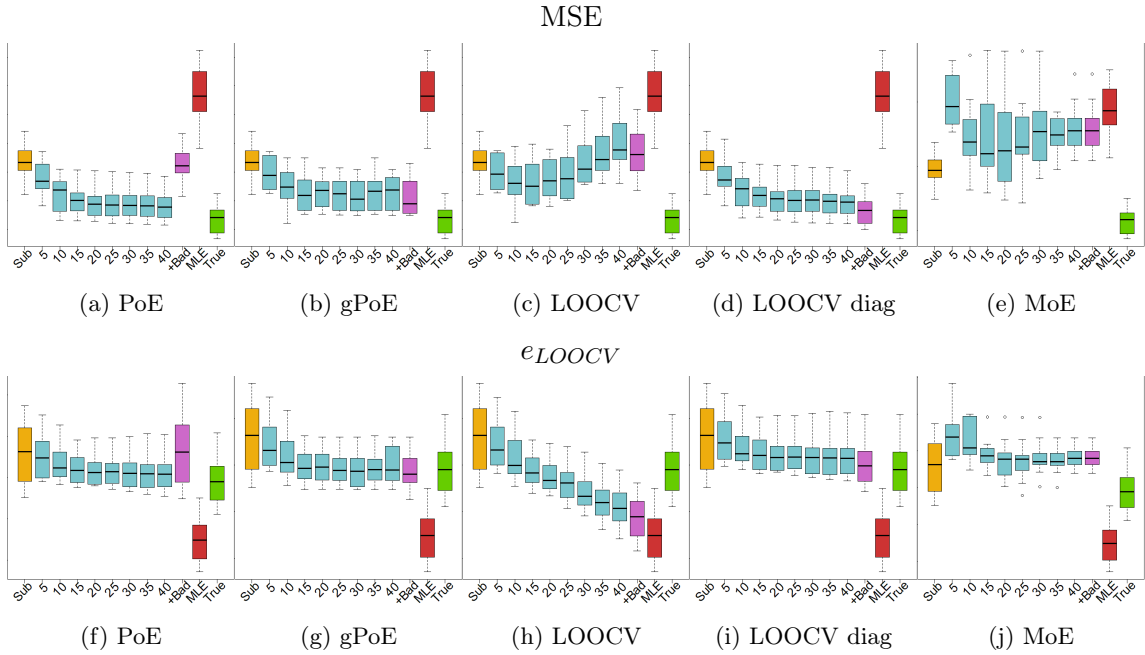 MSE
Sub 5 10 15 20 25 30 35 40 +Bad MLE True
Sub 5 10 15 20 25 30 35 40 +Bad MLE True
Sub 5 10 15 20 25 30 35 40 +Bad MLE True
Sub 5 10 15 20 25 30 35 40 +Bad MLE True
Sub 5 10 15 20 25 30 35 40 +Bad MLE True
(a) PoE
(b) gPoE
(c) LOOCV
(d) LOOCV diag
(e) MoE
e_{LOOCV}
Sub 5 10 15 20 25 30 35 40 +Bad MLE True
Sub 5 10 15 20 25 30 35 40 +Bad MLE True
Sub 5 10 15 20 25 30 35 40 +Bad MLE True
Sub 5 10 15 20 25 30 35 40 +Bad MLE True
Sub 5 10 15 20 25 30 35 40 +Bad MLE True
(f) PoE
(g) gPoE
(h) LOOCV
(i) LOOCV diag
(j) MoE